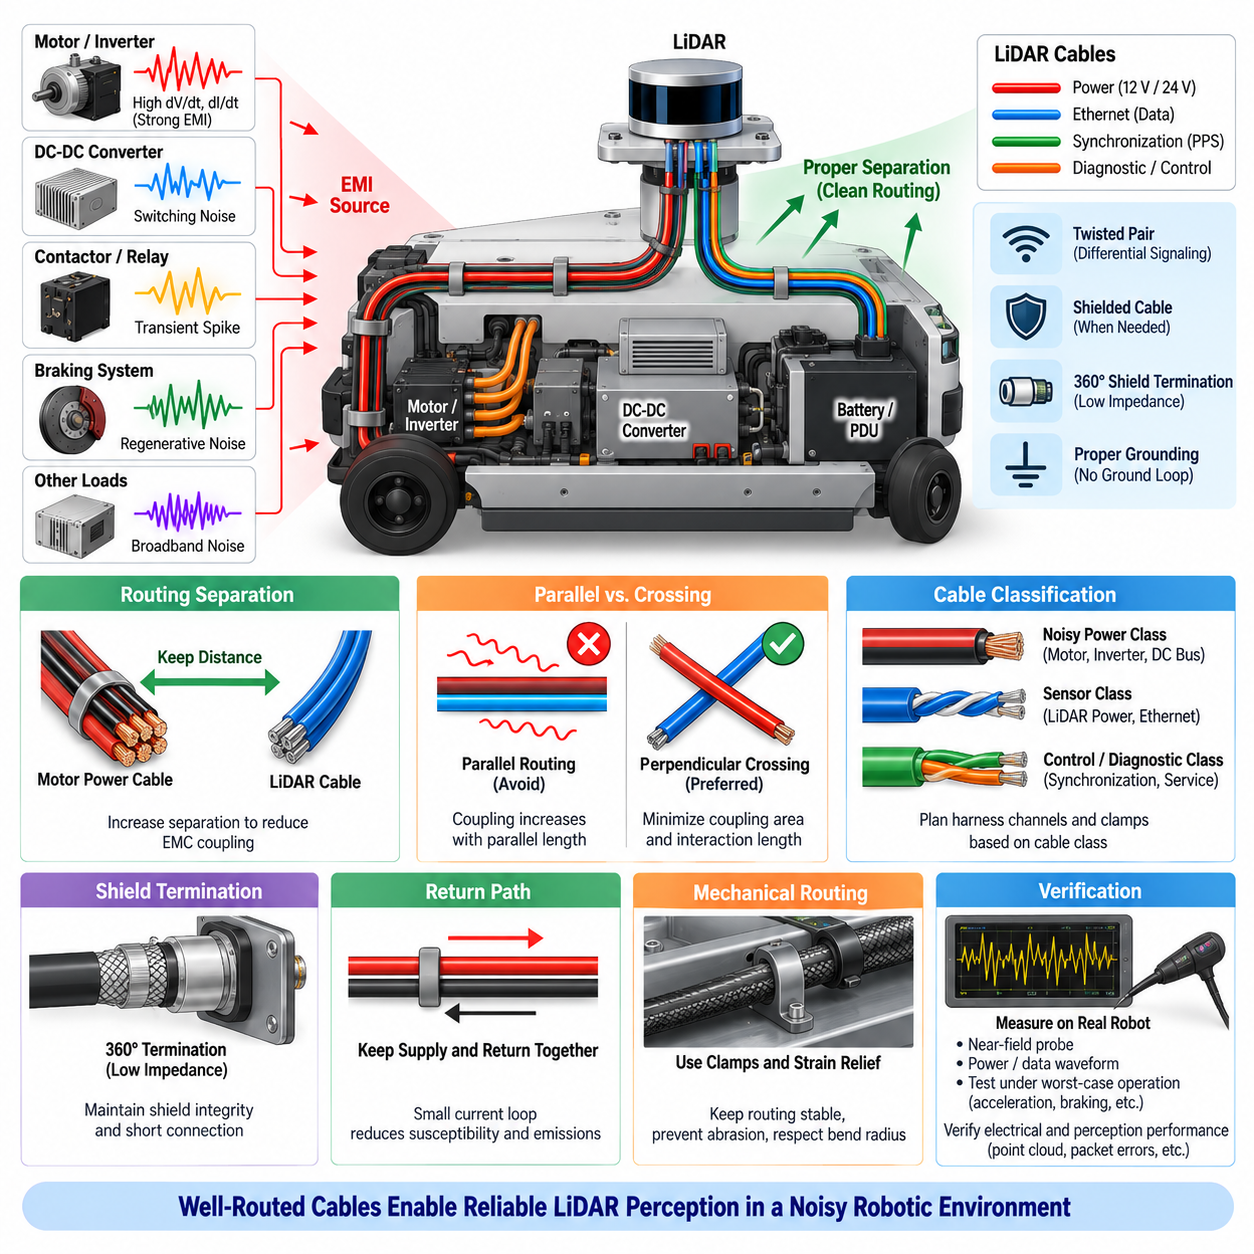 Motor / Inverter
High dV/dt, dI/dt
(Strong EMI)
DC-DC Converter
Switching Noise
Contactor / Relay
Transient Spike
Braking System
Regenerative Noise
Other Loads
Broadband Noise
EMI
Source
LiDAR
Proper Separation
(Clean Routing)
Motor /
Inverter
DC-DC
Converter
Battery /
PDU
LiDAR Cables
Power (12 V / 24 V)
Ethernet (Data)
Synchronization (PPS)
Diagnostic / Control
Twisted Pair
(Differential Signaling)
Shielded Cable
(When Needed)
360° Shield Termination
(Low Impedance)
Proper Grounding
(No Ground Loop)
Routing Separation
Keep Distance
Motor Power Cable
LiDAR Cable
Increase separation to reduce
EMC coupling
Parallel vs. Crossing
Parallel Routing
(Avoid)
Coupling increases
with parallel length
Perpendicular Crossing
(Preferred)
Minimize coupling area
and interaction length
Cable Classification
Noisy Power Class
(Motor, Inverter, DC Bus)
Sensor Class
(LiDAR Power, Ethernet)
Control / Diagnostic Class
(Synchronization, Service)
Plan harness channels and clamps
based on cable class
Shield Termination
360° Termination
(Low Impedance)
Maintain shield integrity
and short connection
Return Path
Keep Supply and Return Together
Small current loop
reduces susceptibility and emissions
Mechanical Routing
Use Clamps and Strain Relief
Keep routing stable,
prevent abrasion, respect bend radius
Verification
Measure on Real Robot
• Near-field probe
• Power / data waveform
• Test under worst-case operation
(acceleration, braking, etc.)
Verify electrical and perception performance
(point cloud, packet errors, etc.)
Well-Routed Cables Enable Reliable LiDAR Perception in a Noisy Robotic Environment